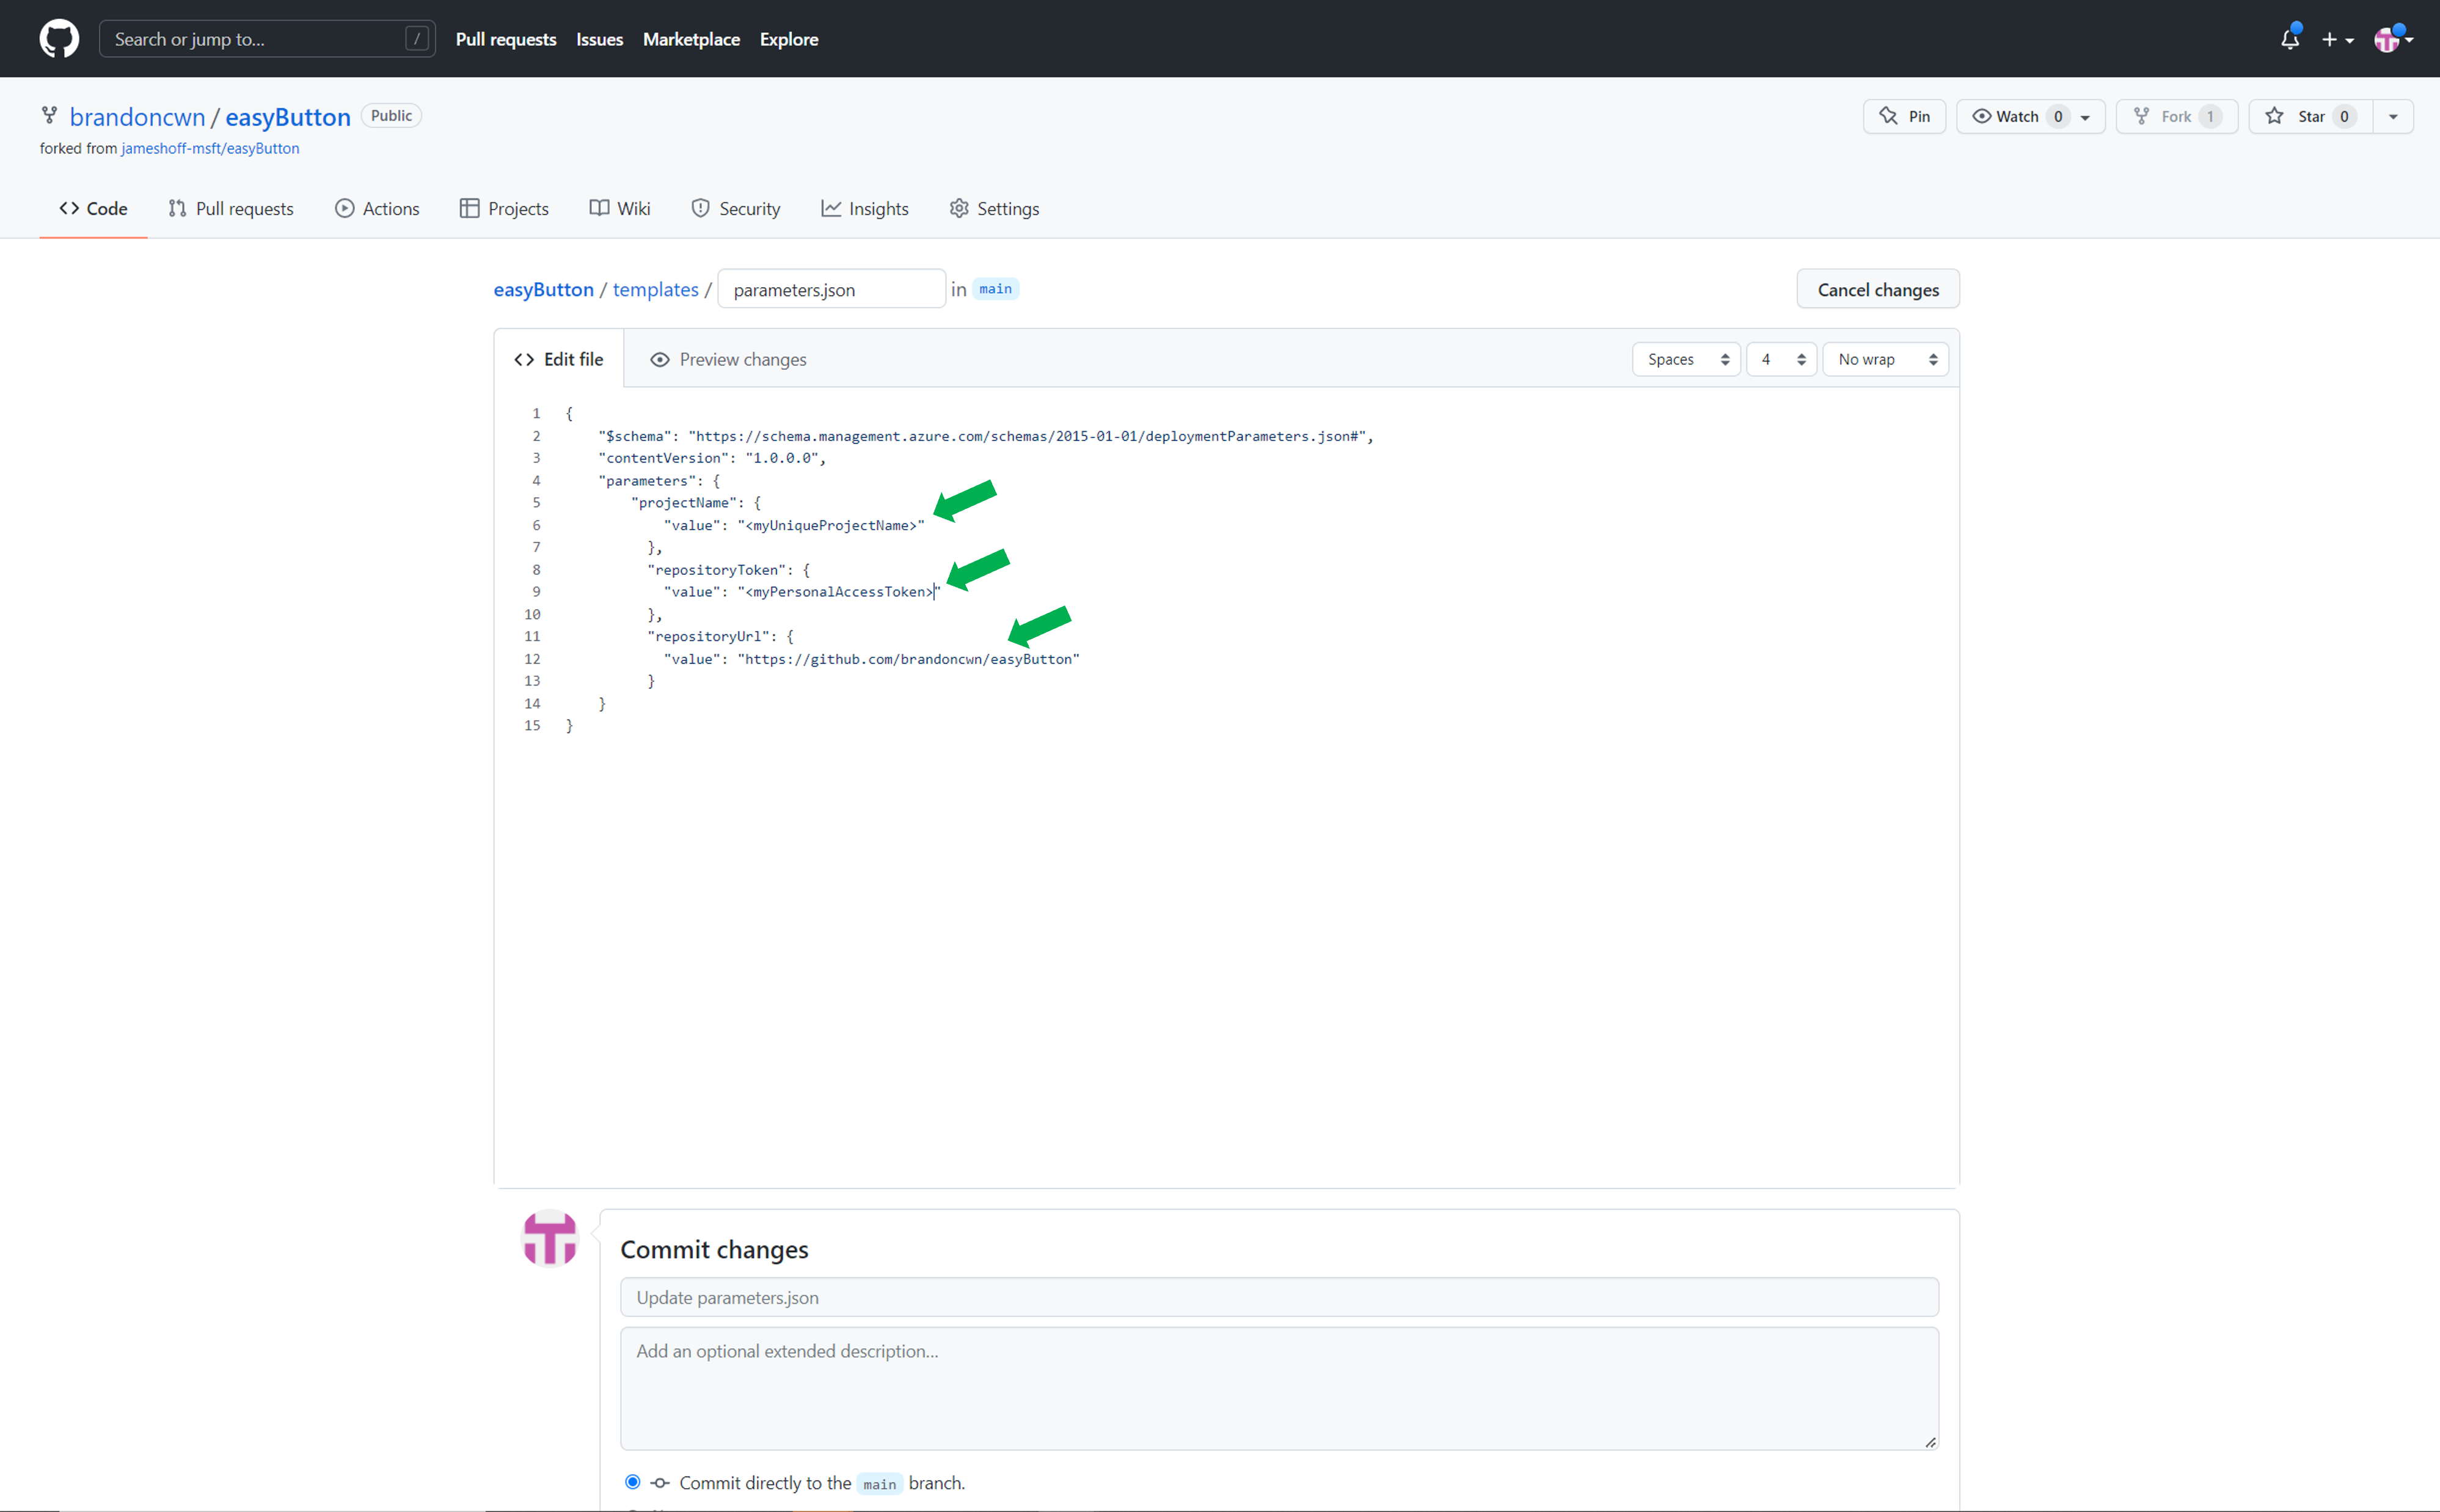 Search or jump to... /
Pull requests Issues Marketplace Explore
brandoncwn / easyButton Public
Pin Watch 0 Fork 1 Star 0
forked from jameshoff-msft/easyButton
Code Pull requests Actions Projects Wiki Security Insights Settings
easyButton / templates / parameters.json in main Cancel changes
Edit file Preview changes Spaces 4 No wrap
1 {
2 "$schema": "https://schema.management.azure.com/schemas/2015-01-01/deploymentParameters.json#",
3 "contentVersion": "1.0.0.0",
4 "parameters": {
5 "projectName": {
6 "value": "<myUniqueProjectName>"
7 },
8 "repositoryToken": {
9 "value": "<myPersonalAccessToken>"
10 },
11 "repositoryUrl": {
12 "value": "https://github.com/brandoncwn/easyButton"
13 }
14 }
15 }
Commit changes
Update parameters.json
Add an optional extended description...
Commit directly to the main branch.